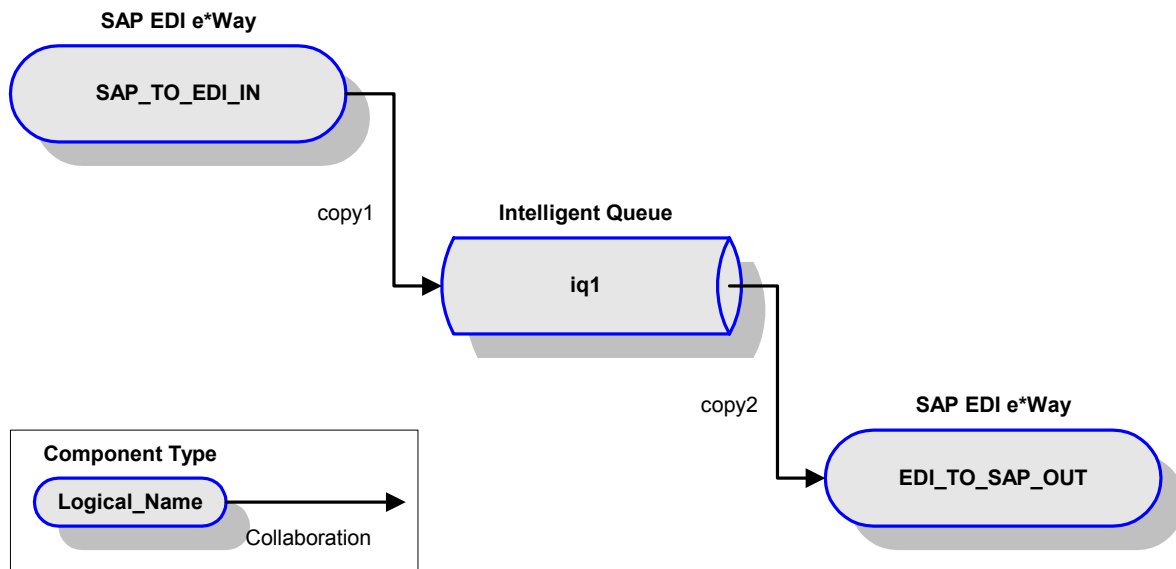 SAP EDI e*Way
SAP_TO_EDI_IN
copy1
Intelligent Queue
iq1
copy2
SAP EDI e*Way
EDI_TO_SAP_OUT
Component Type
Logical_Name
Collaboration